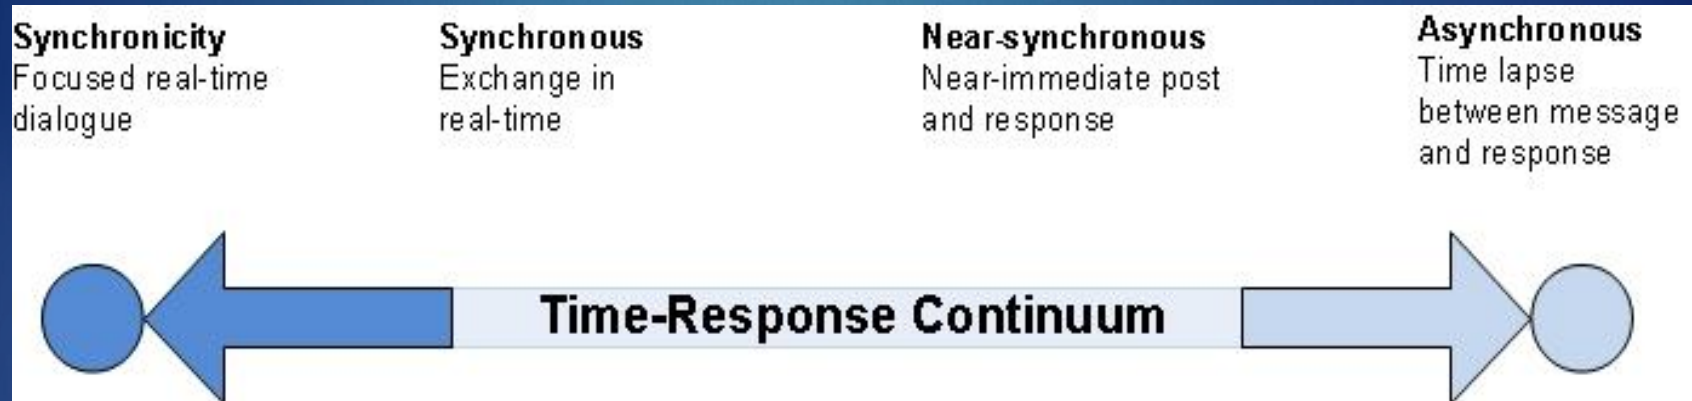 Synchronicity
Focused real-time
dialogue
Synchronous
Exchange in
real-time
Near-synchronous
Near-immediate post
and response
Asynchronous
Time lapse
between message
and response
Time-Response Continuum